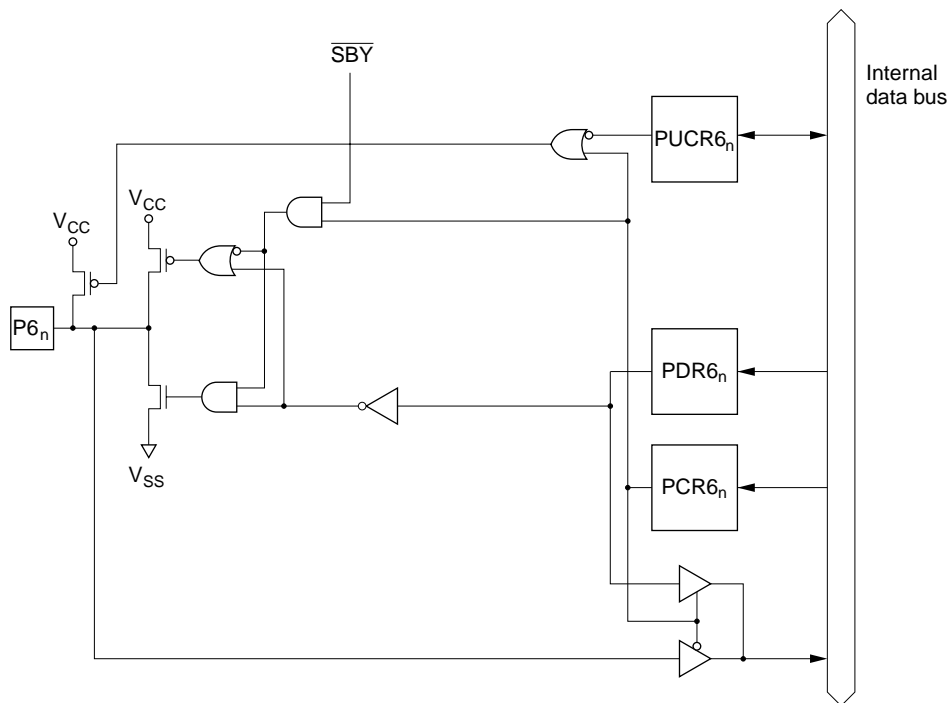 SBY
Internal
data bus
PUCR6n
VCC
VCC
P6n
PDR6n
VSS
PCR6n